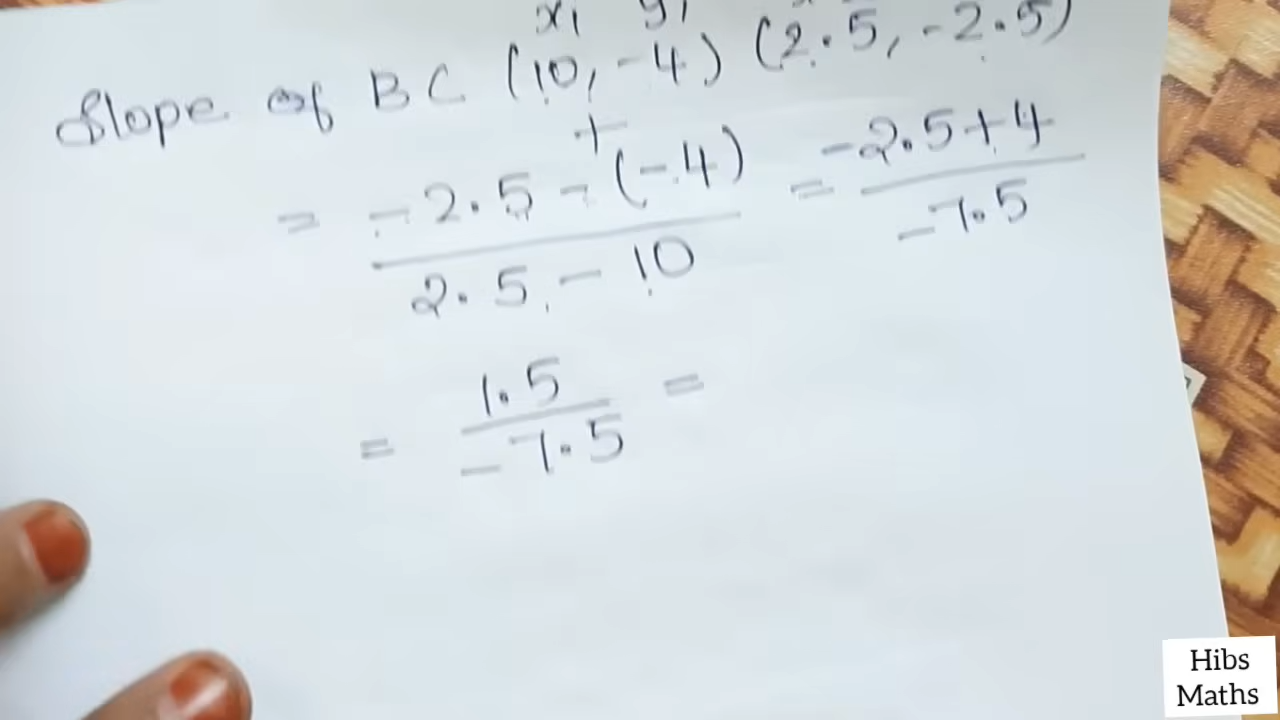 x₁ y₁
Slope of BC (10, -4) (2.5, -2.5)
= -2.5 - (-4) / 2.5 - 10 = -2.5+4 / -7.5
+
= 1.5 / -7.5 =
Hibs
Maths